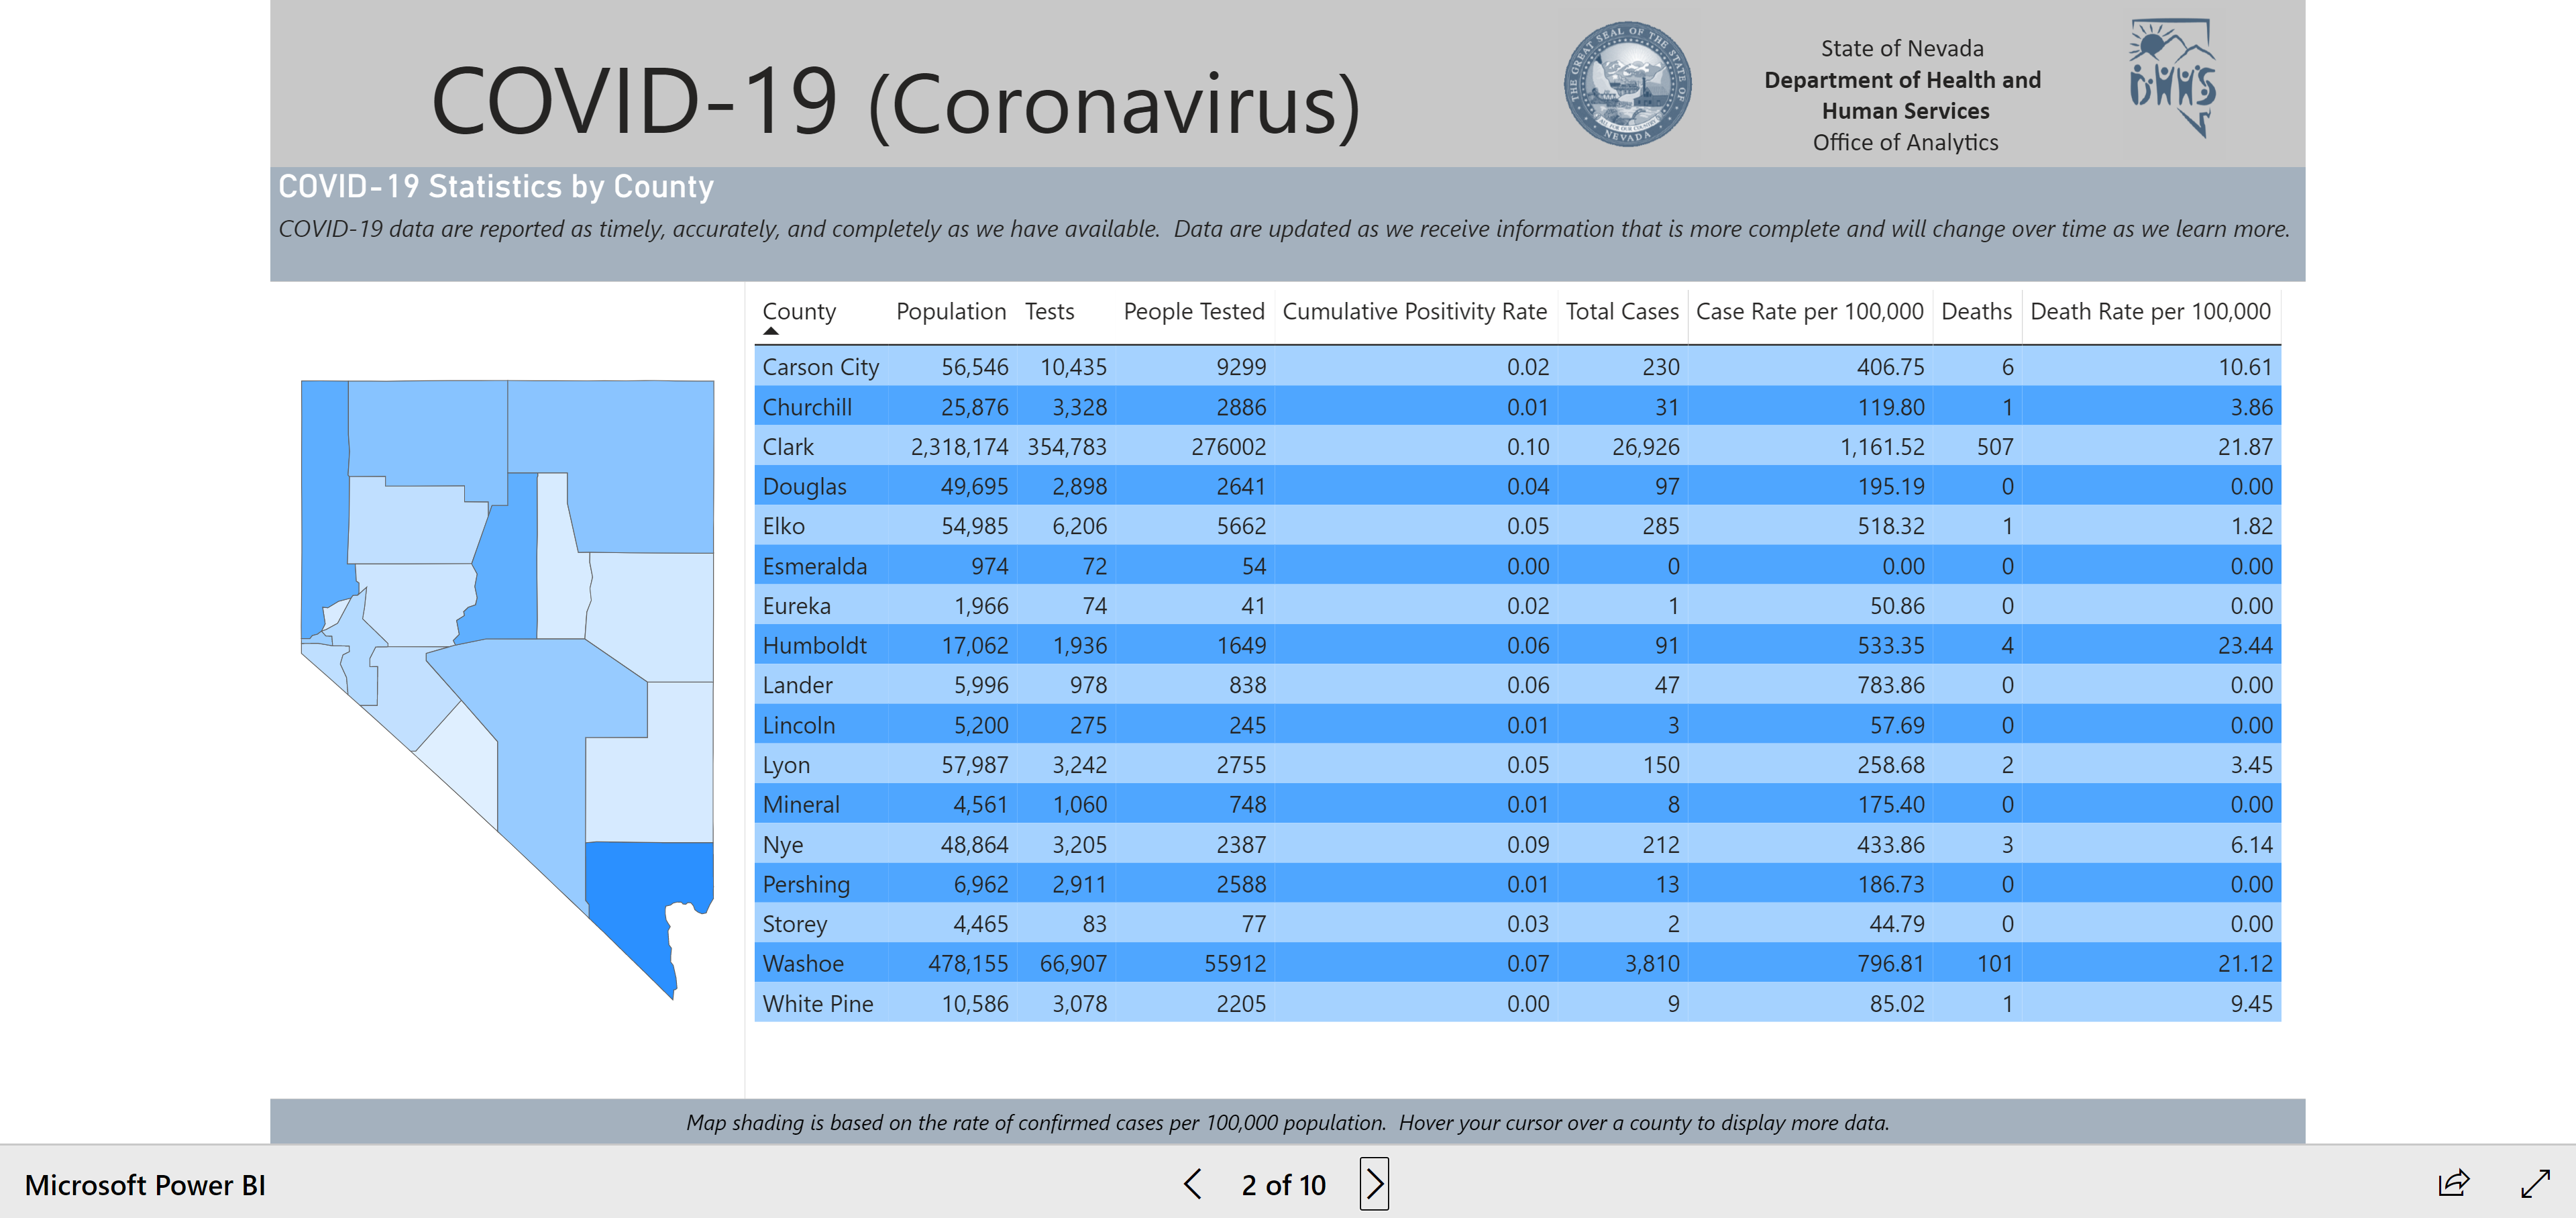 COVID-19 (Coronavirus)
THE GREAT SEAL OF THE STATE OF NEVADA
ALL FOR OUR COUNTRY
State of Nevada
Department of Health and
Human Services
Office of Analytics
DHHS
COVID-19 Statistics by County
COVID-19 data are reported as timely, accurately, and completely as we have available.  Data are updated as we receive information that is more complete and will change over time as we learn more.
County Population Tests People Tested Cumulative Positivity Rate Total Cases Case Rate per 100,000 Deaths Death Rate per 100,000
Carson City 56,546 10,435 9299 0.02 230 406.75 6 10.61
Churchill 25,876 3,328 2886 0.01 31 119.80 1 3.86
Clark 2,318,174 354,783 276002 0.10 26,926 1,161.52 507 21.87
Douglas 49,695 2,898 2641 0.04 97 195.19 0 0.00
Elko 54,985 6,206 5662 0.05 285 518.32 1 1.82
Esmeralda 974 72 54 0.00 0 0.00 0 0.00
Eureka 1,966 74 41 0.02 1 50.86 0 0.00
Humboldt 17,062 1,936 1649 0.06 91 533.35 4 23.44
Lander 5,996 978 838 0.06 47 783.86 0 0.00
Lincoln 5,200 275 245 0.01 3 57.69 0 0.00
Lyon 57,987 3,242 2755 0.05 150 258.68 2 3.45
Mineral 4,561 1,060 748 0.01 8 175.40 0 0.00
Nye 48,864 3,205 2387 0.09 212 433.86 3 6.14
Pershing 6,962 2,911 2588 0.01 13 186.73 0 0.00
Storey 4,465 83 77 0.03 2 44.79 0 0.00
Washoe 478,155 66,907 55912 0.07 3,810 796.81 101 21.12
White Pine 10,586 3,078 2205 0.00 9 85.02 1 9.45
Map shading is based on the rate of confirmed cases per 100,000 population.  Hover your cursor over a county to display more data.
Microsoft Power BI
2 of 10